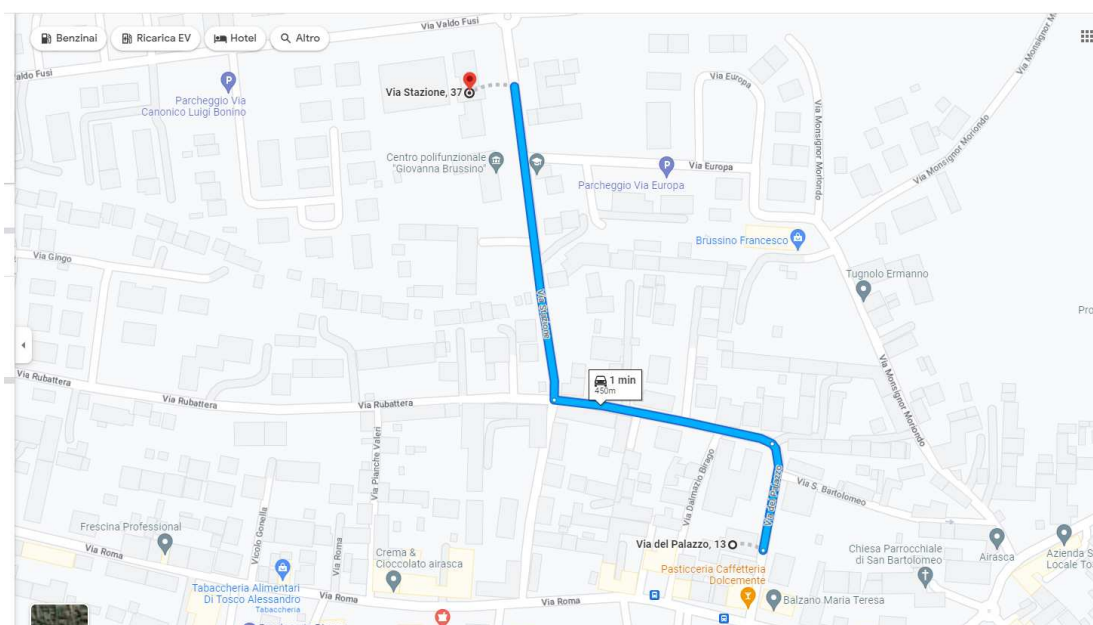 Via Valdo Fusi
Benzinai
Ricarica EV
Hotel
Altro
aldo Fusi
Via Monsignor Moriondo
Via Stazione, 37
Via Europa
Parcheggio Via
Canonico Luigi Bonino
Via Monsignor Moriondo
Centro polifunzionale
"Giovanna Brussino"
Via Europa
Via Monsignor Moriondo
Parcheggio Via Europa
Brussino Francesco
Via Gingo
Tugnolo Ermanno
Via Stazione
Pro
Via Rubattera
1 min
450m
Via Monsignor Moriondo
Via Rubattera
Via Rubattera
Via Pianche Valeri
Via Dalmazio Birago
Via del Palazzo
Via S. Bartolomeo
Frescina Professional
Vicolo Gonella
Via Roma
Via Roma
Crema &
Cioccolato airasca
Via del Palazzo, 13
Chiesa Parrocchiale
di San Bartolomeo
Airasca
Azienda S
Locale To
Pasticceria Caffetteria
Dolcemente
Tabaccheria Alimentari
Di Tosco Alessandro
Tabaccheria
Via Roma
Via Roma
Balzano Maria Teresa